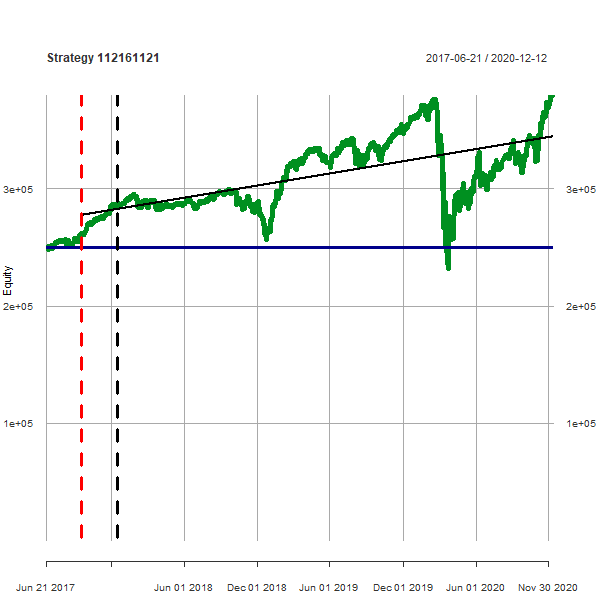 Strategy 112161121
2017-06-21 / 2020-12-12
3e+05
3e+05
Equity
2e+05
2e+05
1e+05
1e+05
Jun 21 2017
Jun 01 2018
Dec 01 2018
Jun 01 2019
Dec 01 2019
Jun 01 2020
Nov 30 2020